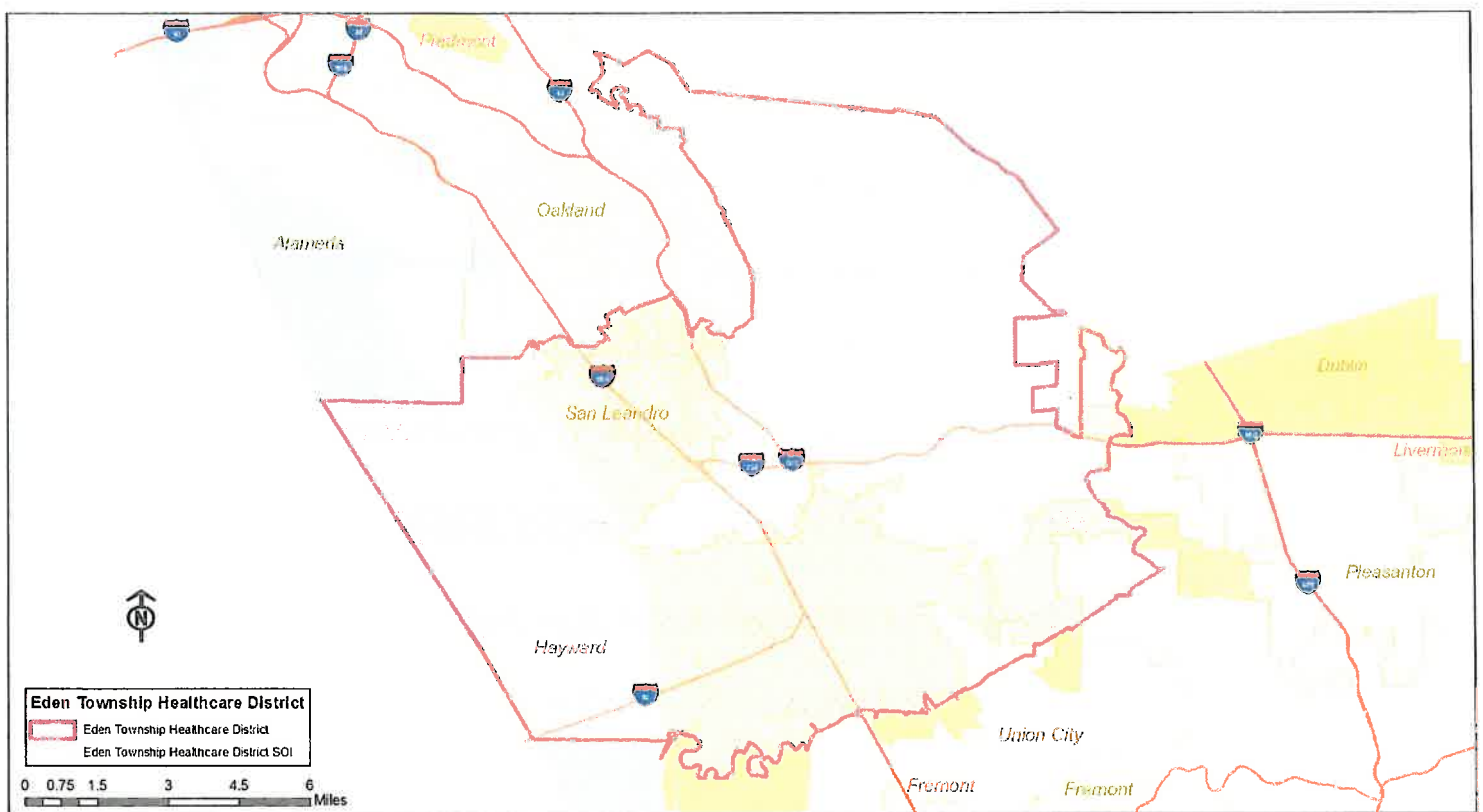 Piedmont
Oakland
Alameda
San Leandro
Dublin
Livermor
Pleasanton
Hayward
Union City
Fremont
Fremont
N
Eden Township Healthcare District
Eden Township Healthcare District
Eden Township Healthcare District SOI
0 0.75 1.5 3 4.5 6
Miles